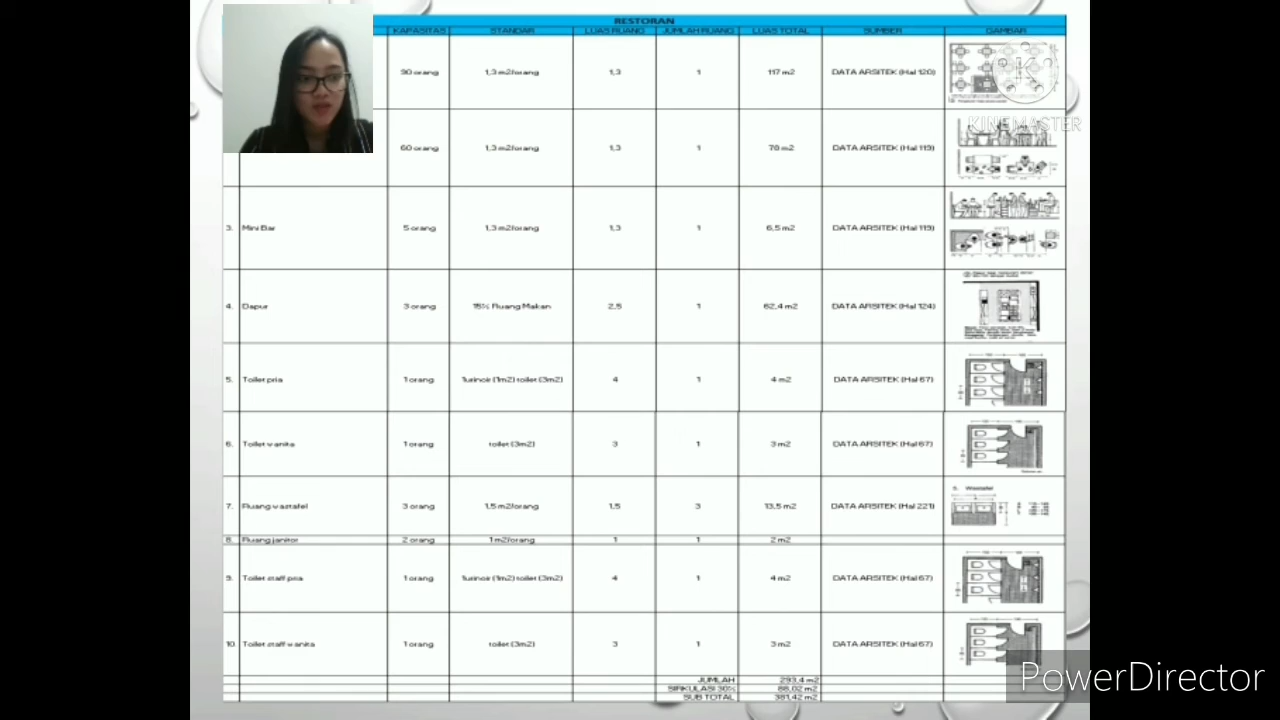 RESTORAN
KAPASITAS STANDAR LUAS RUANG JUMLAH RUANG LUAS TOTAL SUMBER GAMBAR
90 orang 1,3 m2/orang 1,3 1 117 m2 DATA ARSITEK (Hal 120)
KINEMASTER
60 orang 1,3 m2/orang 1,3 1 78 m2 DATA ARSITEK (Hal 119)
3. Mini Bar 5 orang 1,3 m2/orang 1,3 1 6,5 m2 DATA ARSITEK (Hal 119)
4. Dapur 3 orang 15% Ruang Makan 2,5 1 62,4 m2 DATA ARSITEK (Hal 124)
5. Toilet pria 1 orang 1urinoir (1m2) toilet (3m2) 4 1 4 m2 DATA ARSITEK (Hal 67)
6. Toilet wanita 1 orang toilet (3m2) 3 1 3 m2 DATA ARSITEK (Hal 67)
7. Ruang wastafel 3 orang 1,5 m2/orang 1,5 3 13,5 m2 DATA ARSITEK (Hal 221) 5. Wastafel
8. Ruang janitor 2 orang 1 m2/orang 1 1 2 m2
9. Toilet staff pria 1 orang 1urinoir (1m2) toilet (3m2) 4 1 4 m2 DATA ARSITEK (Hal 67)
10. Toilet staff wanita 1 orang toilet (3m2) 3 1 3 m2 DATA ARSITEK (Hal 67)
JUMLAH 293,4 m2
SIRKULASI 30% 88,02 m2
SUB TOTAL 381,42 m2
PowerDirector